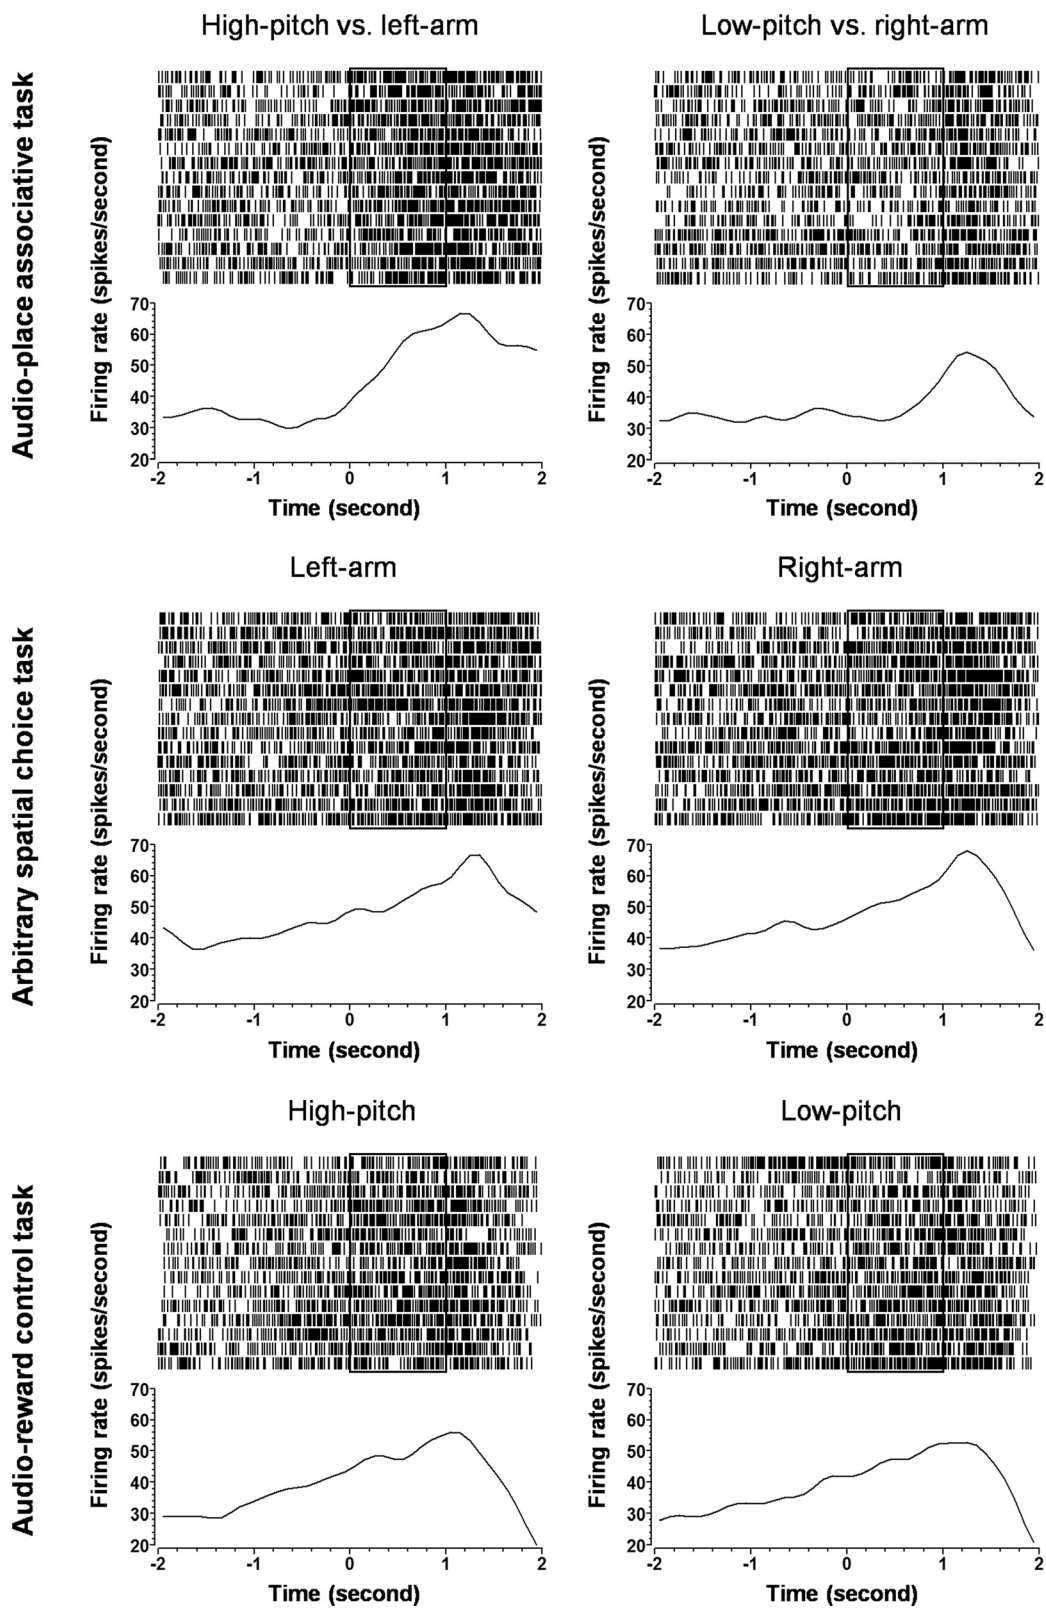 High-pitch vs. left-arm
Low-pitch vs. right-arm
Audio-place associative task
Firing rate (spikes/second)
70
60
50
40
30
20
-2 -1 0 1 2
Time (second)
Firing rate (spikes/second)
70
60
50
40
30
20
-2 -1 0 1 2
Time (second)
Left-arm
Right-arm
Arbitrary spatial choice task
Firing rate (spikes/second)
70
60
50
40
30
20
-2 -1 0 1 2
Time (second)
Firing rate (spikes/second)
70
60
50
40
30
20
-2 -1 0 1 2
Time (second)
High-pitch
Low-pitch
Audio-reward control task
Firing rate (spikes/second)
70
60
50
40
30
20
-2 -1 0 1 2
Time (second)
Firing rate (spikes/second)
70
60
50
40
30
20
-2 -1 0 1 2
Time (second)